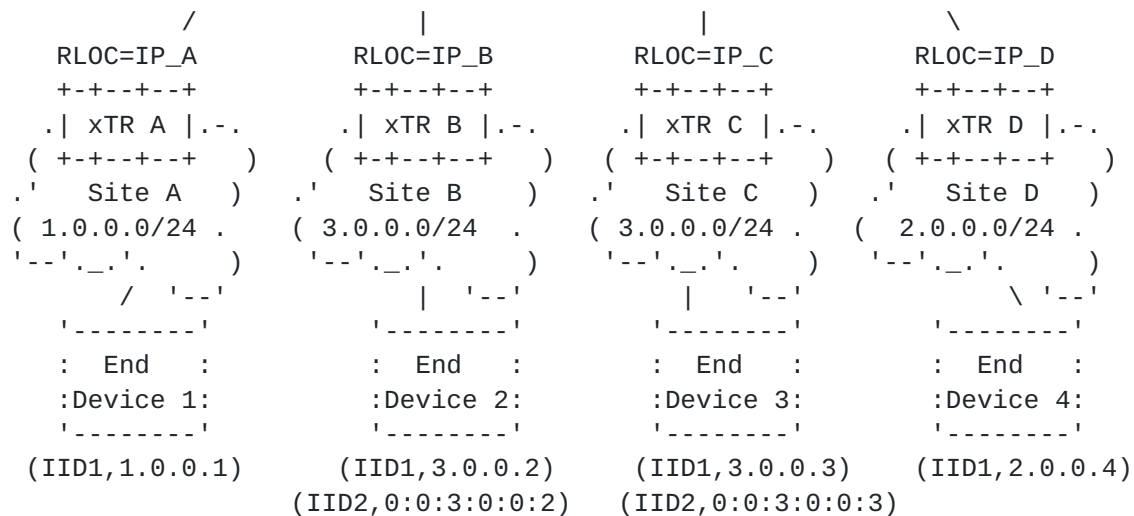 /               |                |              \
   RLOC=IP_A          RLOC=IP_B         RLOC=IP_C         RLOC=IP_D
   +-+--+--+          +-+--+--+         +-+--+--+         +-+--+--+
  .| xTR A |.-.      .| xTR B |.-.     .| xTR C |.-.     .| xTR D |.-.
 ( +-+--+--+   )    ( +-+--+--+   )   ( +-+--+--+   )   ( +-+--+--+   )
.'   Site A   )   .'   Site B    )   .'   Site C   )   .'   Site D   )
( 1.0.0.0/24 .    ( 3.0.0.0/24  .    ( 3.0.0.0/24 .   (  2.0.0.0/24 .
'--'._.'.     )    '--'._.'.     )    '--'._.'.    )   '--'._.'.     )
       /  '--'            |  '--'          |   '--'             \ '--'
   '--------'          '--------'       '--------'        '--------'
   :  End   :          :  End   :       :  End   :        :  End   :
   :Device 1:          :Device 2:       :Device 3:        :Device 4:
   '--------'          '--------'       '--------'        '--------'
 (IID1,1.0.0.1)      (IID1,3.0.0.2)    (IID1,3.0.0.3)    (IID1,2.0.0.4)
                  (IID2,0:0:3:0:0:2)   (IID2,0:0:3:0:0:3)